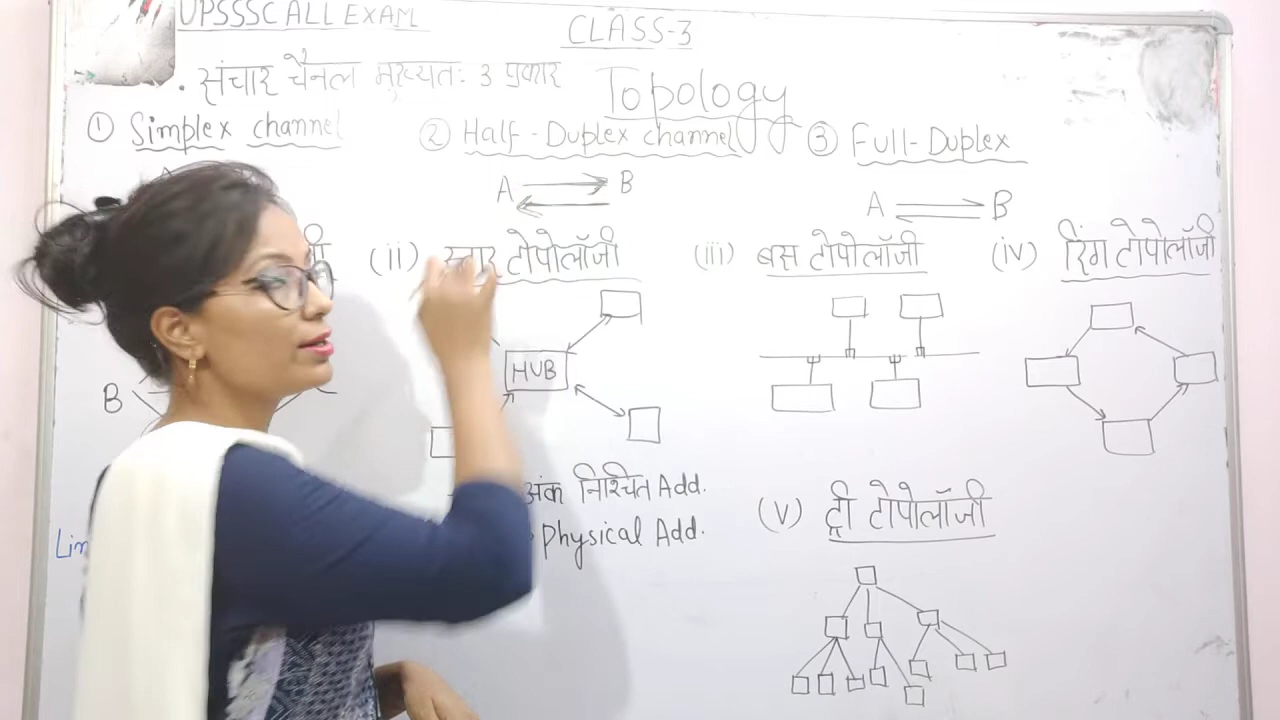 UPSSSC ALL EXAM
CLASS-3
. संचार चैनल मुख्यतः 3 प्रकार
Topology
① Simplex channel
② Half-Duplex channel
③ Full-Duplex
A B
A B
(ii) स्टार टोपोलॉजी
(iii) बस टोपोलॉजी
(iv) रिंग टोपोलॉजी
HUB
B
अंक निश्चित Add.
Physical Add.
(v) ट्री टोपोलॉजी